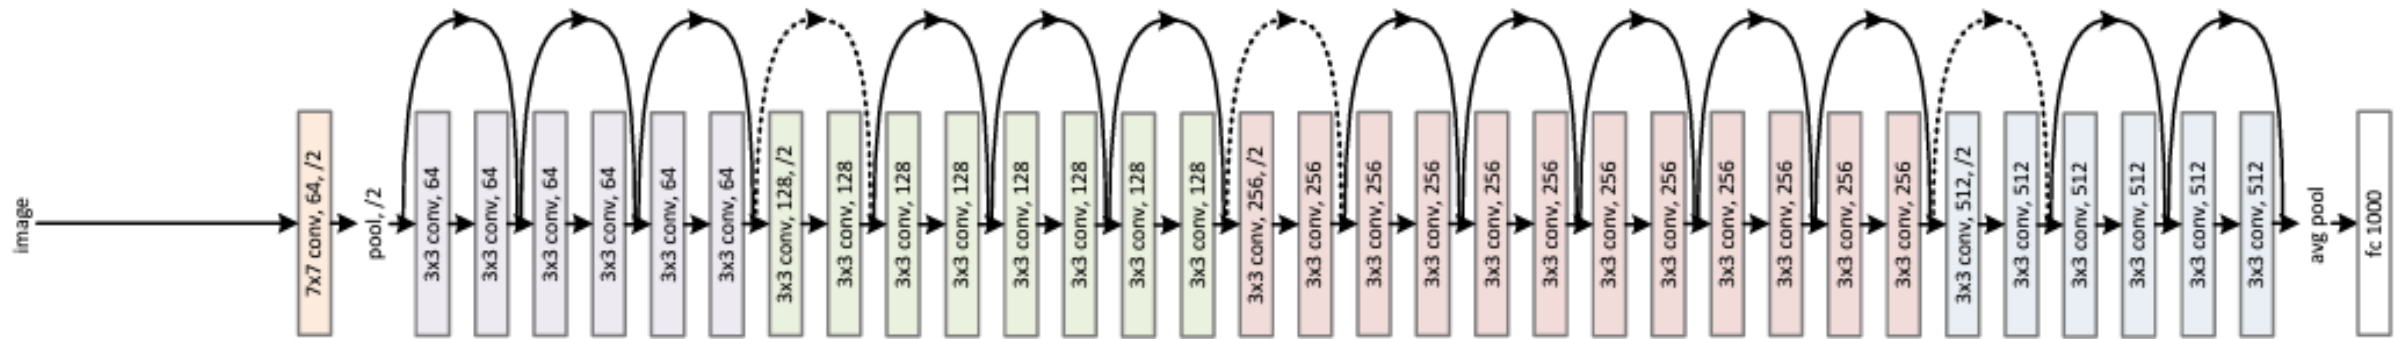 image
7x7 conv, 64, /2
pool, /2
3x3 conv, 64
3x3 conv, 64
3x3 conv, 64
3x3 conv, 64
3x3 conv, 64
3x3 conv, 64
3x3 conv, 128, /2
3x3 conv, 128
3x3 conv, 128
3x3 conv, 128
3x3 conv, 128
3x3 conv, 128
3x3 conv, 128
3x3 conv, 128
3x3 conv, 256, /2
3x3 conv, 256
3x3 conv, 256
3x3 conv, 256
3x3 conv, 256
3x3 conv, 256
3x3 conv, 256
3x3 conv, 256
3x3 conv, 256
3x3 conv, 256
3x3 conv, 256
3x3 conv, 256
3x3 conv, 512, /2
3x3 conv, 512
3x3 conv, 512
3x3 conv, 512
3x3 conv, 512
3x3 conv, 512
avg pool
fc 1000